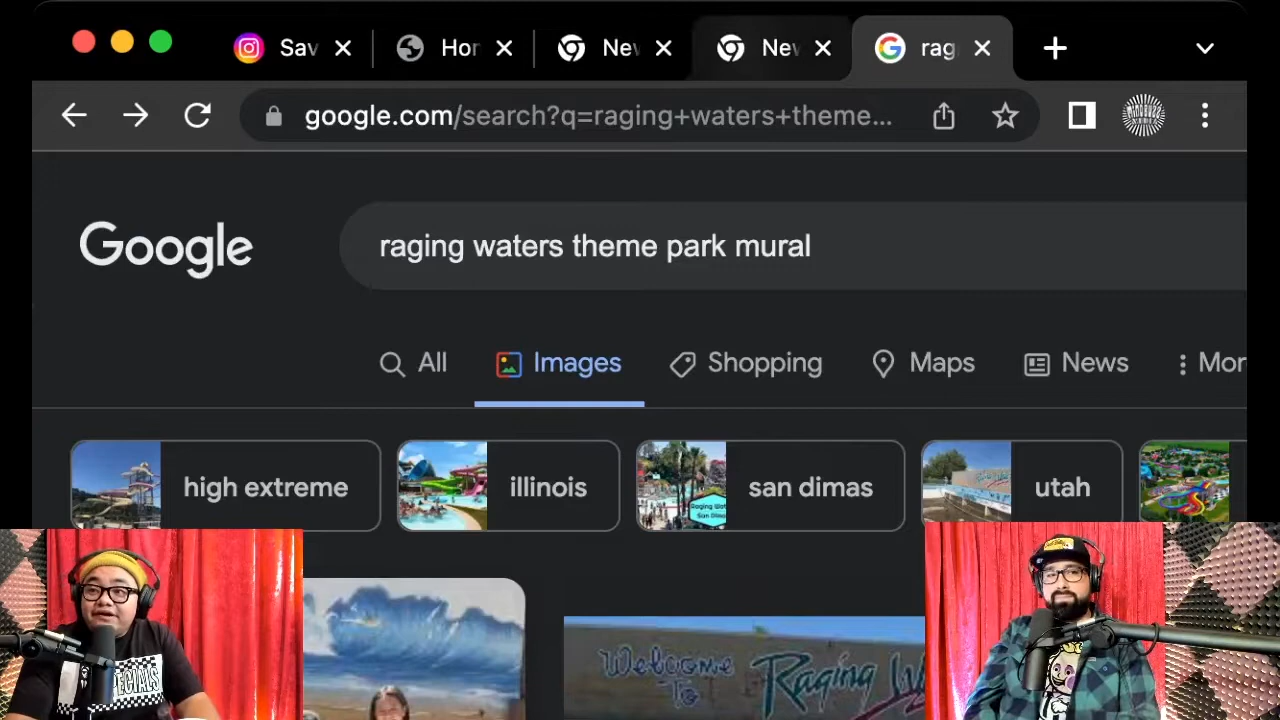 Sav
Hor
Nev
Nev
rag
google.com/search?q=raging+waters+theme...
Google
raging waters theme park mural
All
Images
Shopping
Maps
News
Mor
high extreme
illinois
san dimas
utah
Welcome
To
Raging W